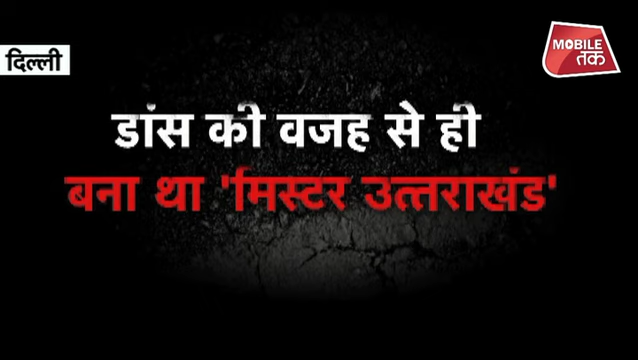 दिल्ली
MOBILE
तक
डांस की वजह से ही
बना था 'मिस्टर उत्तराखंड'